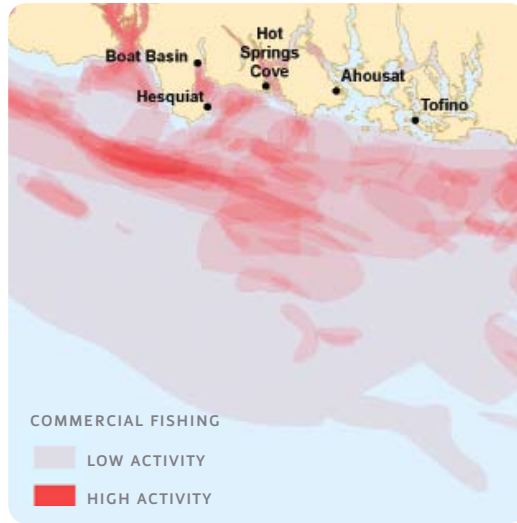 Hot
Springs
Cove
Boat Basin
Ahousat
Hesquiat
Tofino
COMMERCIAL FISHING
LOW ACTIVITY
HIGH ACTIVITY